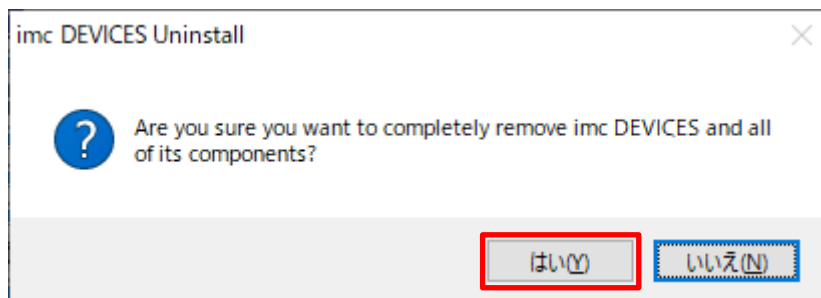 imc DEVICES Uninstall
Are you sure you want to completely remove imc DEVICES and all
of its components?
はい(Y)
いいえ(N)